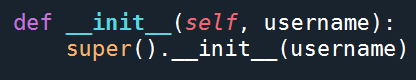 def __init__(self, username):
    super().__init__(username)